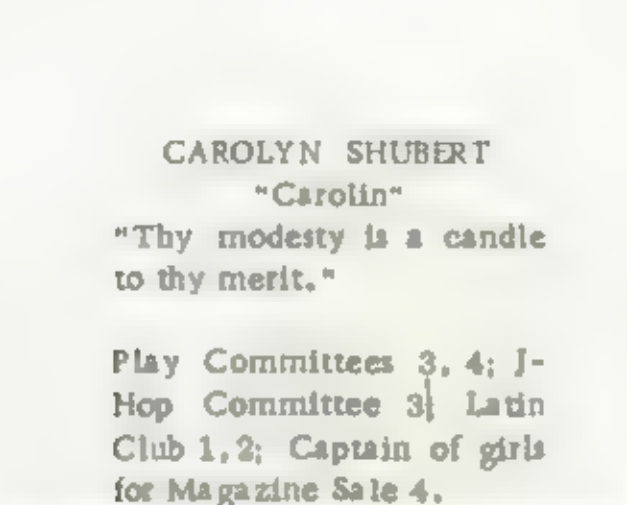 CAROLYN SHUBERT
"Carolin"
"Thy modesty is a candle
to thy merit."
Play Committees 3, 4; J-
Hop Committee 3; Latin
Club 1, 2; Captain of girls
for Magazine Sale 4.